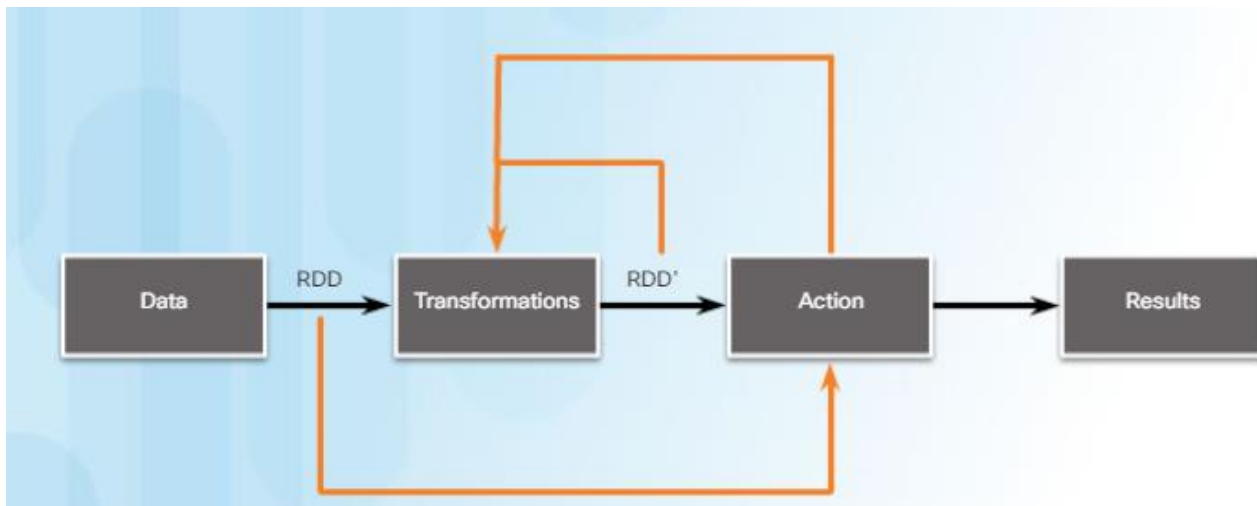 RDD
RDD'
Data
Transformations
Action
Results